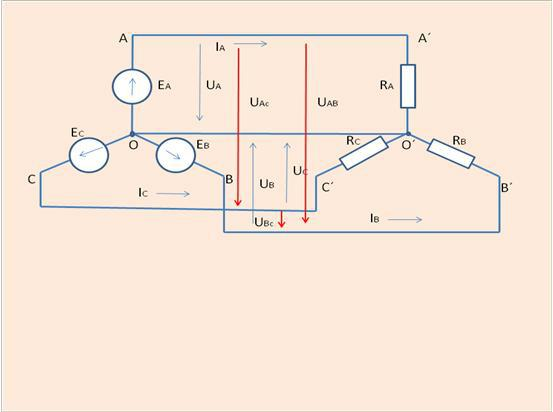 A A´
IA
EA UA UAc UAB RA
EC O EB RC O´ RB
C B UB UC C´ B´
IC IB
UBc